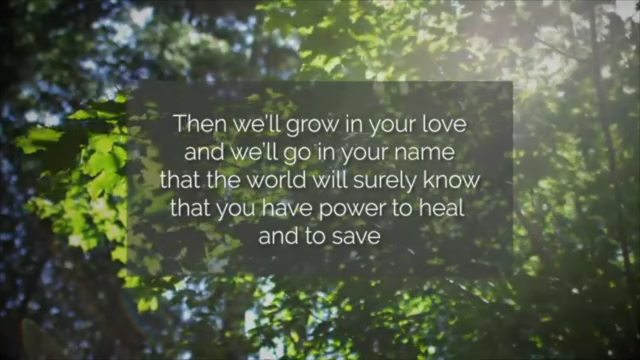 Then we'll grow in your love
and we'll go in your name
that the world will surely know
that you have power to heal
and to save